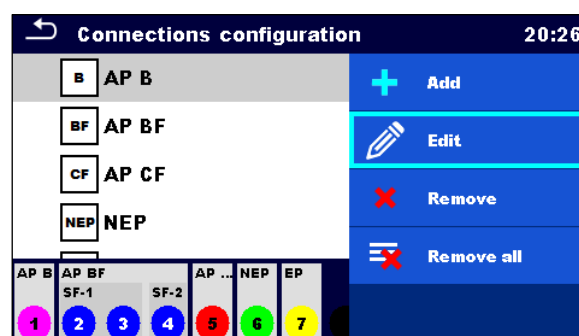 Connections configuration 20:26
B AP B
BF AP BF
CF AP CF
NEP NEP
Add
Edit
Remove
Remove all
AP B AP BF AP ... NEP EP
SF-1 SF-2
1 2 3 4 5 6 7